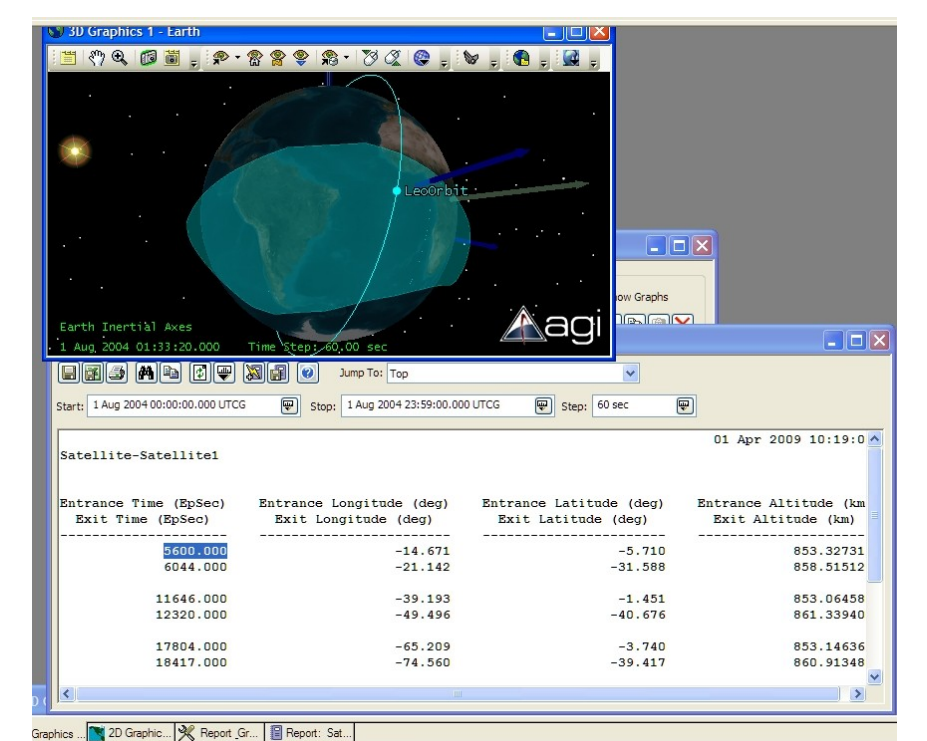 3D Graphics 1 - Earth
LeoOrbit
Earth Inertial Axes
1 Aug 2004 01:33:20.000 Time Step: 60.00 sec
agi
ow Graphs
Jump To: Top
Start: 1 Aug 2004 00:00:00.000 UTCG Stop: 1 Aug 2004 23:59:00.000 UTCG Step: 60 sec
01 Apr 2009 10:19:0
Satellite-Satellite1
Entrance Time (EpSec) Entrance Longitude (deg) Entrance Latitude (deg) Entrance Altitude (km
Exit Time (EpSec) Exit Longitude (deg) Exit Latitude (deg) Exit Altitude (km)
--------------------- ------------------------ ----------------------- ----------------------
5600.000 -14.671 -5.710 853.32731
6044.000 -21.142 -31.588 858.51512
11646.000 -39.193 -1.451 853.06458
12320.000 -49.496 -40.676 861.33940
17804.000 -65.209 -3.740 853.14636
18417.000 -74.560 -39.417 860.91348
Graphics ... 2D Graphic... Report_Gr... Report: Sat...